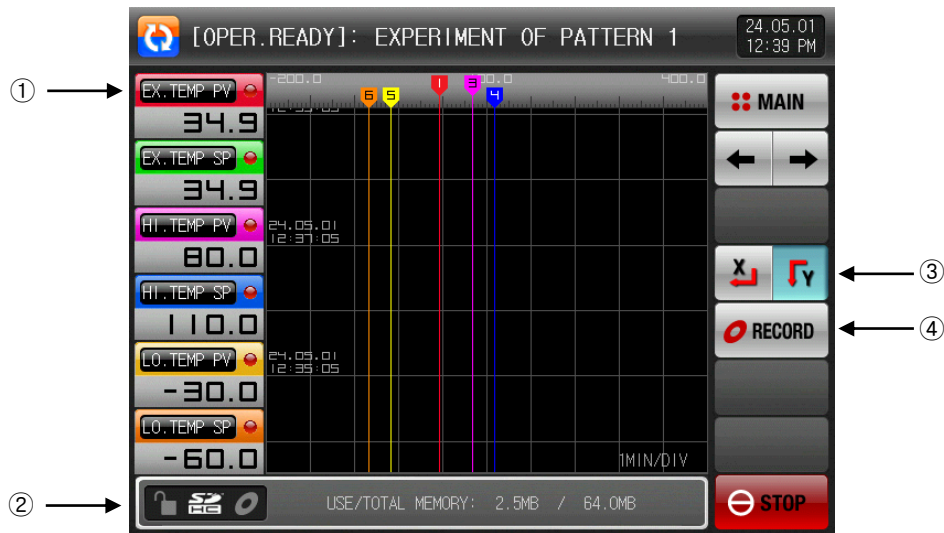 [OPER.READY]: EXPERIMENT OF PATTERN 1
24.05.01
12:39 PM
①
EX.TEMP PV
34.9
EX.TEMP SP
34.9
HI.TEMP PV
80.0
HI.TEMP SP
110.0
LO.TEMP PV
-30.0
LO.TEMP SP
-60.0
-200.0
400.0
6
5
1
3
4
24.05.01
12:37:05
24.05.01
12:35:05
1MIN/DIV
MAIN
X
Y
③
RECORD
④
②
SD
HC
USE/TOTAL MEMORY: 2.5MB / 64.0MB
STOP